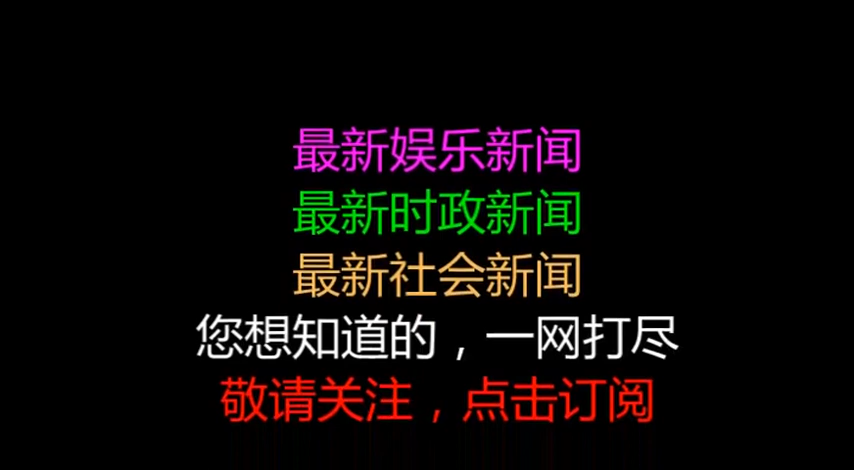 最新娱乐新闻
最新时政新闻
最新社会新闻
您想知道的，一网打尽
敬请关注，点击订阅